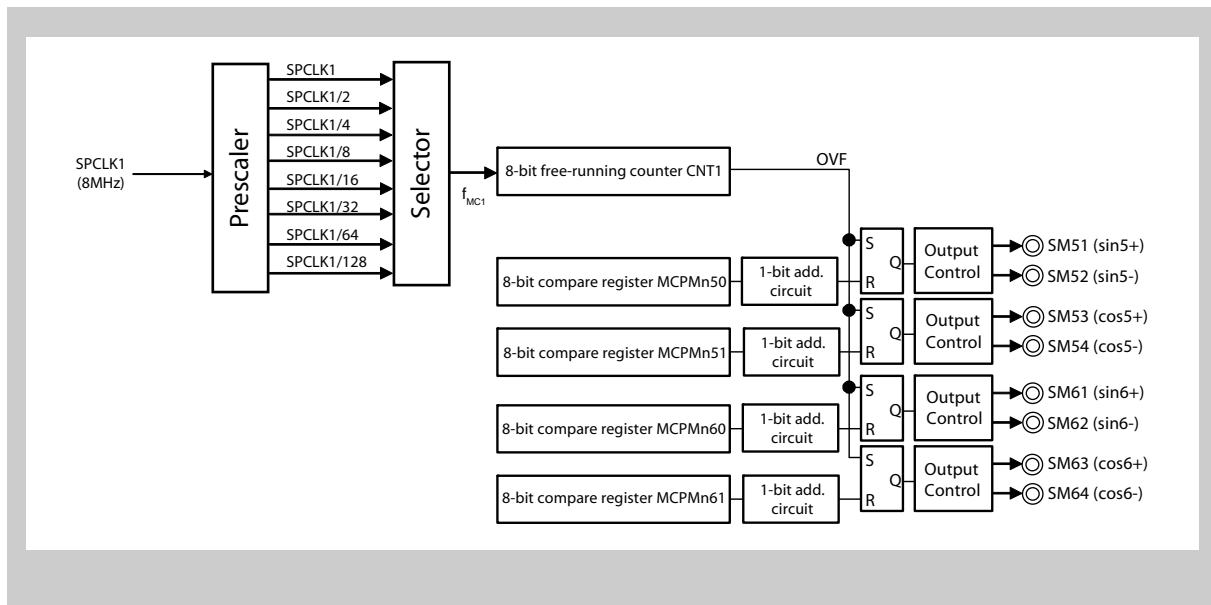 SPCLK1
(8MHz)
Prescaler
SPCLK1
SPCLK1/2
SPCLK1/4
SPCLK1/8
SPCLK1/16
SPCLK1/32
SPCLK1/64
SPCLK1/128
Selector
fMC1
8-bit free-running counter CNT1
OVF
8-bit compare register MCPMn50
1-bit add.
circuit
S
R
Q
Output
Control
SM51 (sin5+)
SM52 (sin5-)
8-bit compare register MCPMn51
1-bit add.
circuit
S
R
Q
Output
Control
SM53 (cos5+)
SM54 (cos5-)
8-bit compare register MCPMn60
1-bit add.
circuit
S
R
Q
Output
Control
SM61 (sin6+)
SM62 (sin6-)
8-bit compare register MCPMn61
1-bit add.
circuit
S
R
Q
Output
Control
SM63 (cos6+)
SM64 (cos6-)